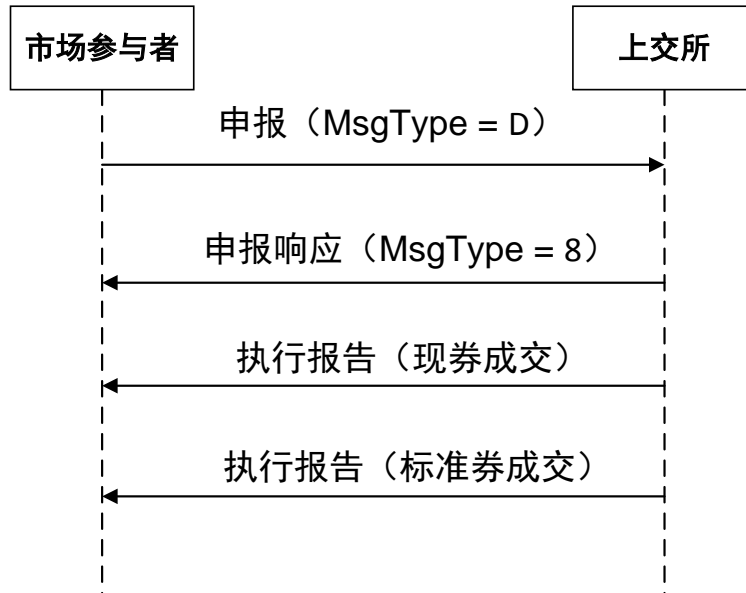 市场参与者
上交所
申报（MsgType = D）
申报响应（MsgType = 8）
执行报告（现券成交）
执行报告（标准券成交）